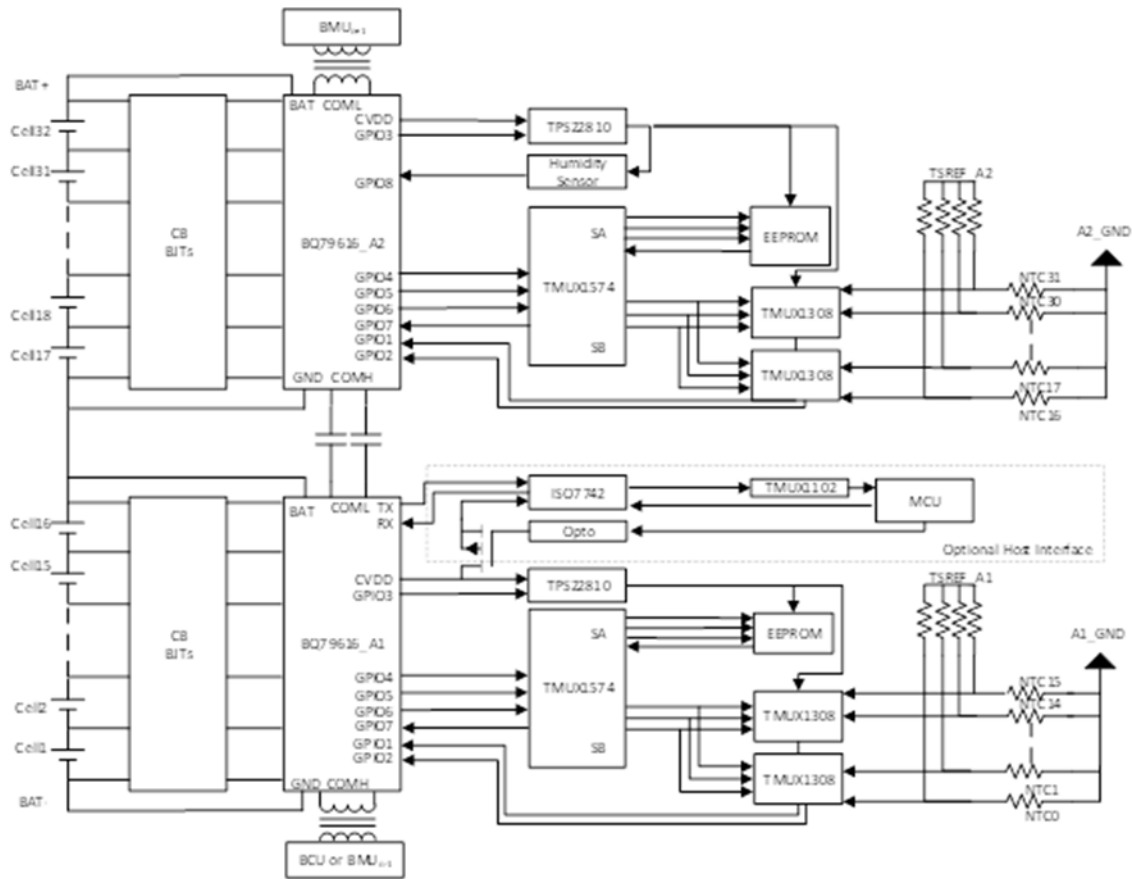 BAT+
Cell32
Cell31
Cell18
Cell17
CB
BJTs
BAT COML
CVDD
GPIO3
GPIO8
BQ79616_A2
GPIO4
GPIO5
GPIO6
GPIO7
GPIO1
GPIO2
GND COMH
TPS22810
Humidity
Sensor
SA
TMUX1574
SB
EEPROM
TMUX1308
TMUX1308
TSREF_A2
A2_GND
NTC31
NTC30
NTC17
NTC16
Cell16
Cell15
Cell2
Cell1
BAT-
CB
BJTs
BAT COML TX
RX
CVDD
GPIO3
BQ79616_A1
GPIO4
GPIO5
GPIO6
GPIO7
GPIO1
GPIO2
GND COMH
ISO7742
TMUX1102
MCU
Opto
Optional Host Interface
TPS22810
SA
TMUX1574
SB
EEPROM
TMUX1308
TMUX1308
TSREF_A1
A1_GND
NTC15
NTC14
NTC1
NTC0